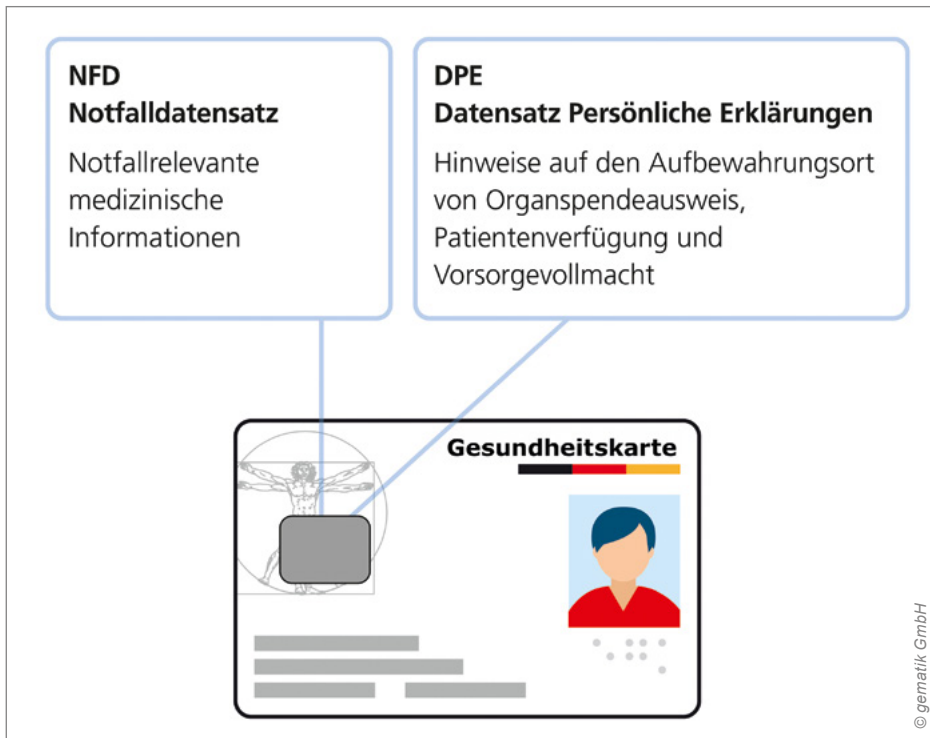 NFD
Notfalldatensatz
Notfallrelevante
medizinische
Informationen
DPE
Datensatz Persönliche Erklärungen
Hinweise auf den Aufbewahrungsort
von Organspendeausweis,
Patientenverfügung und
Vorsorgevollmacht
Gesundheitskarte
© gematik GmbH